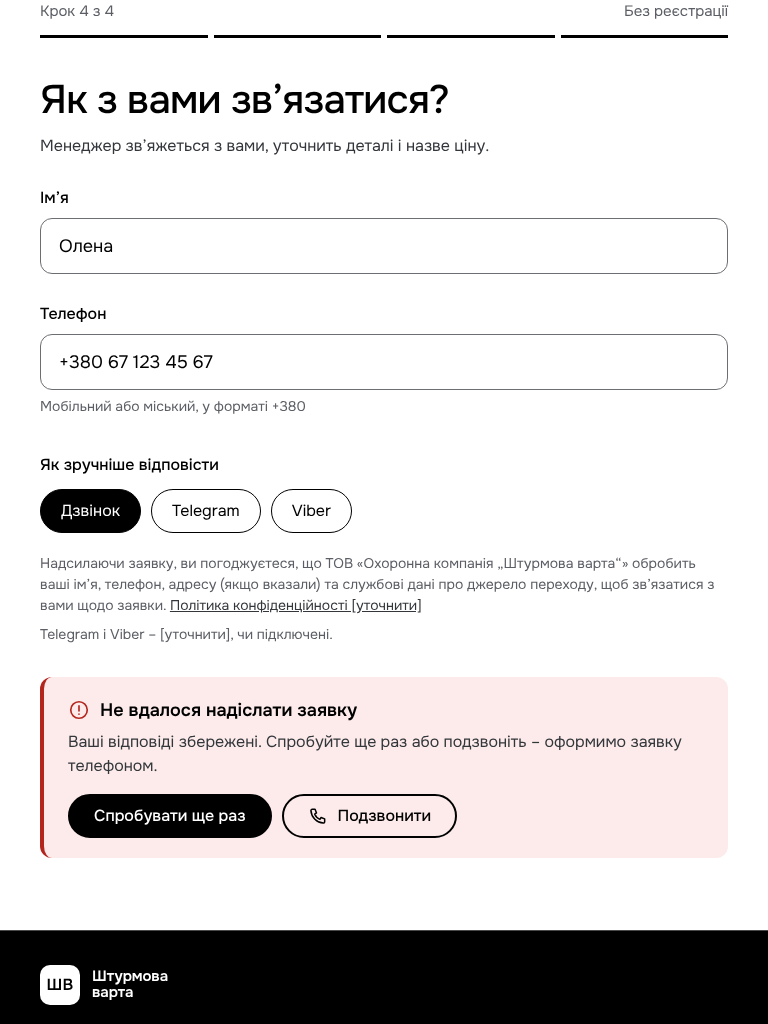 Крок 4 з 4
Без реєстрації
Як з вами зв’язатися?
Менеджер зв’яжеться з вами, уточнить деталі і назве ціну.
Ім’я
Олена
Телефон
+380 67 123 45 67
Мобільний або міський, у форматі +380
Як зручніше відповісти
Дзвінок
Telegram
Viber
Надсилаючи заявку, ви погоджуєтеся, що ТОВ «Охоронна компанія „Штурмова варта“» обробить
ваші ім’я, телефон, адресу (якщо вказали) та службові дані про джерело переходу, щоб зв’язатися з
вами щодо заявки. Політика конфіденційності [уточнити]
Telegram і Viber – [уточнити], чи підключені.
Не вдалося надіслати заявку
Ваші відповіді збережені. Спробуйте ще раз або подзвоніть – оформимо заявку
телефоном.
Спробувати ще раз
Подзвонити
ШВ
Штурмова
варта